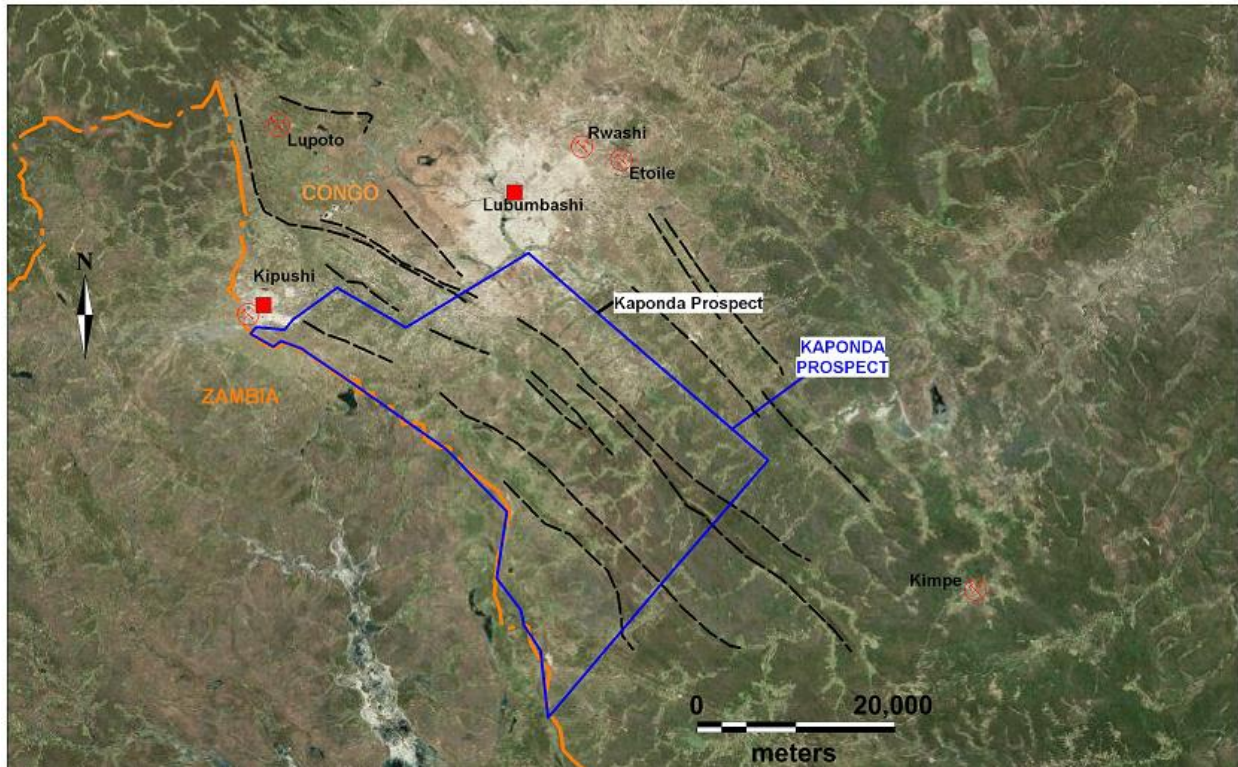 Rwashi
Lupoto
Etoile
CONGO
Lubumbashi
N
Kipushi
Kaponda Prospect
KAPONDA
PROSPECT
ZAMBIA
Kimpe
0 20,000
meters